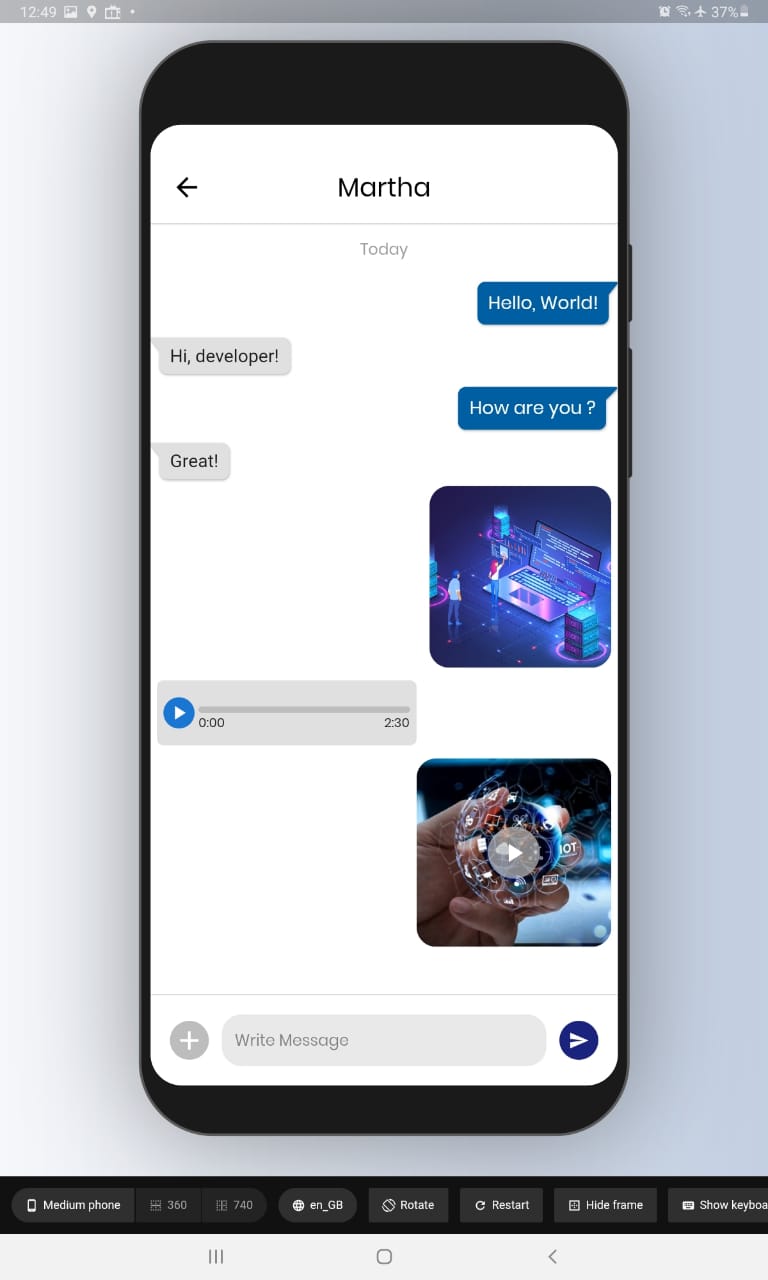 12:49
37%
Martha
Today
Hello, World!
Hi, developer!
How are you ?
Great!
0:00 2:30
IOT
Write Message
Medium phone 360 740 en_GB Rotate Restart Hide frame Show keyboa